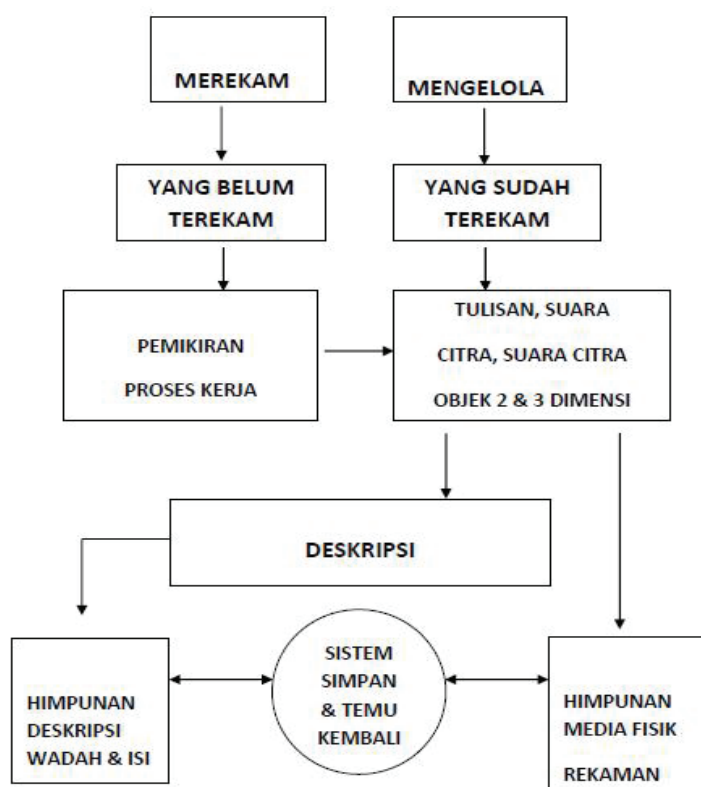 MEREKAM
MENGELOLA
YANG BELUM
TEREKAM
YANG SUDAH
TEREKAM
PEMIKIRAN
PROSES KERJA
TULISAN, SUARA
CITRA, SUARA CITRA
OBJEK 2 & 3 DIMENSI
DESKRIPSI
HIMPUNAN
DESKRIPSI
WADAH & ISI
SISTEM
SIMPAN
& TEMU
KEMBALI
HIMPUNAN
MEDIA FISIK
REKAMAN